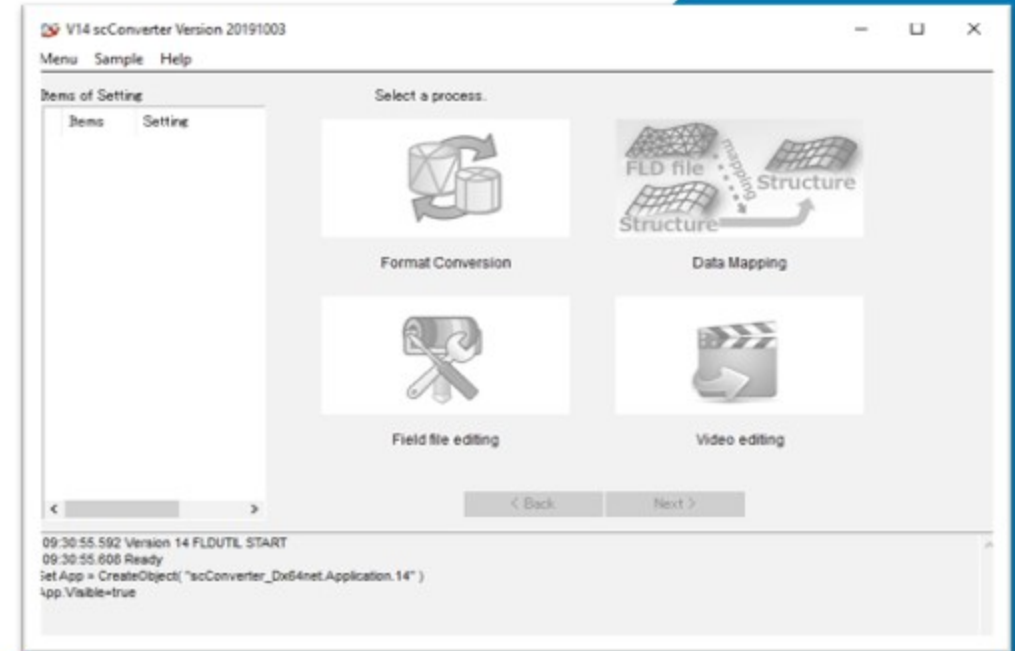 V14 scConverter Version 20191003
Menu Sample Help
Items of Setting
Items Setting
Select a process.
FLD file
mapping
Structure
Structure
Format Conversion
Data Mapping
Field file editing
Video editing
< Back
Next >
09:30:55.592 Version 14 FLDUTIL START
09:30:55.608 Ready
Set App = CreateObject( "scConverter_Dx64net.Application.14" )
App.Visible=true